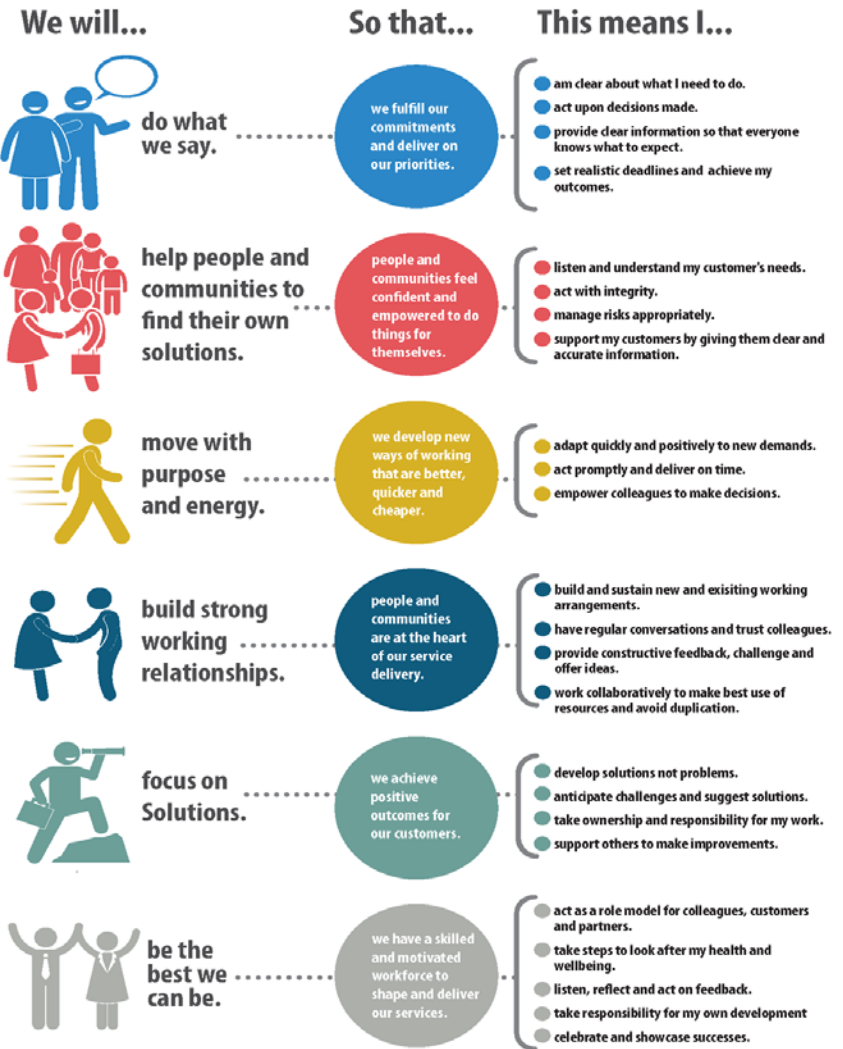 We will...
So that...
This means I...
do what
we say.
we fulfill our
commitments
and deliver on
our priorities.
am clear about what I need to do.
act upon decisions made.
provide clear information so that everyone
knows what to expect.
set realistic deadlines and achieve my
outcomes.
help people and
communities to
find their own
solutions.
people and
communities feel
confident and
empowered to do
things for
themselves.
listen and understand my customer's needs.
act with integrity.
manage risks appropriately.
support my customers by giving them clear and
accurate information.
move with
purpose
and energy.
we develop new
ways of working
that are better,
quicker and
cheaper.
adapt quickly and positively to new demands.
act promptly and deliver on time.
empower colleagues to make decisions.
build strong
working
relationships.
people and
communities
are at the heart
of our service
delivery.
build and sustain new and exisiting working
arrangements.
have regular conversations and trust colleagues.
provide constructive feedback, challenge and
offer ideas.
work collaboratively to make best use of
resources and avoid duplication.
focus on
Solutions.
we achieve
positive
outcomes for
our customers.
develop solutions not problems.
anticipate challenges and suggest solutions.
take ownership and responsibility for my work.
support others to make improvements.
be the
best we
can be.
we have a skilled
and motivated
workforce to
shape and deliver
our services.
act as a role model for colleagues, customers
and partners.
take steps to look after my health and
wellbeing.
listen, reflect and act on feedback.
take responsibility for my own development
celebrate and showcase successes.